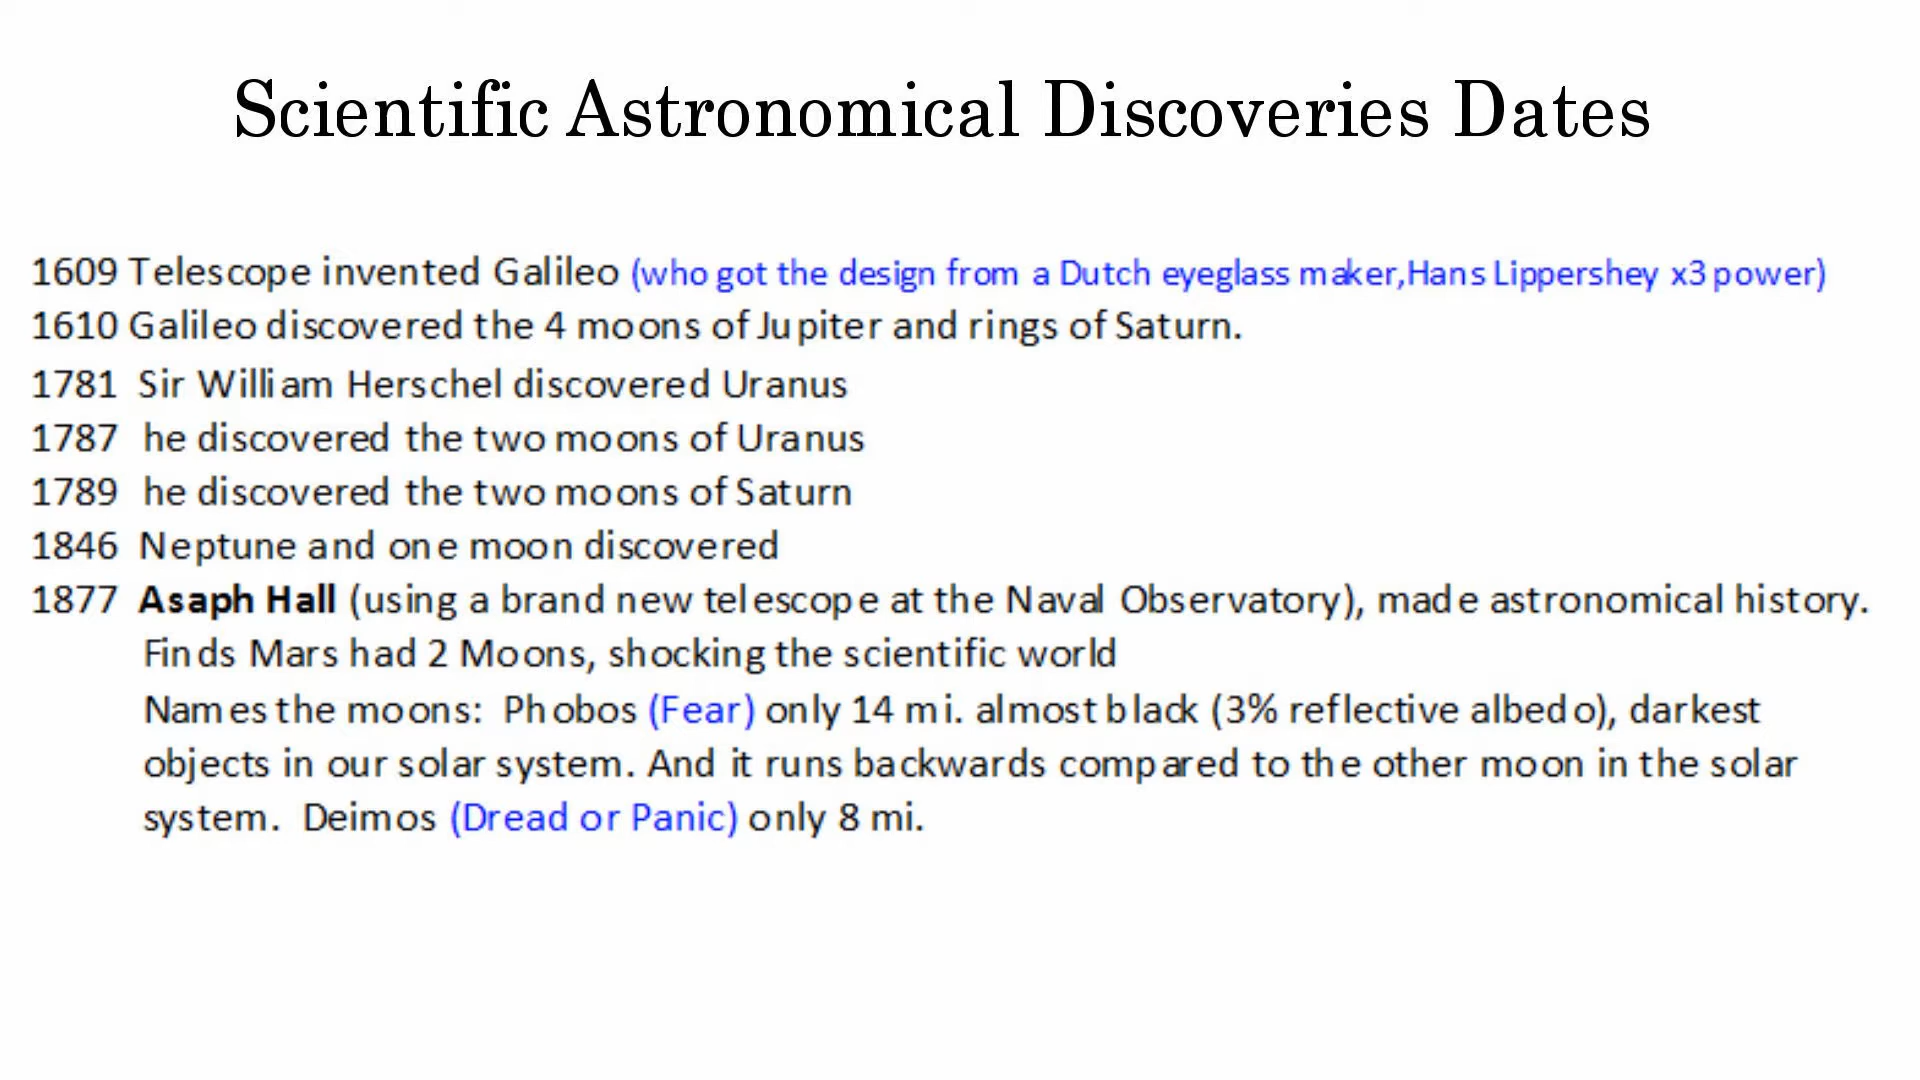 Scientific Astronomical Discoveries Dates
1609 Telescope invented Galileo (who got the design from a Dutch eyeglass maker,Hans Lippershey x3 power)
1610 Galileo discovered the 4 moons of Jupiter and rings of Saturn.
1781 Sir William Herschel discovered Uranus
1787 he discovered the two moons of Uranus
1789 he discovered the two moons of Saturn
1846 Neptune and one moon discovered
1877 Asaph Hall (using a brand new telescope at the Naval Observatory), made astronomical history.
Finds Mars had 2 Moons, shocking the scientific world
Names the moons: Phobos (Fear) only 14 mi. almost black (3% reflective albedo), darkest
objects in our solar system. And it runs backwards compared to the other moon in the solar
system. Deimos (Dread or Panic) only 8 mi.